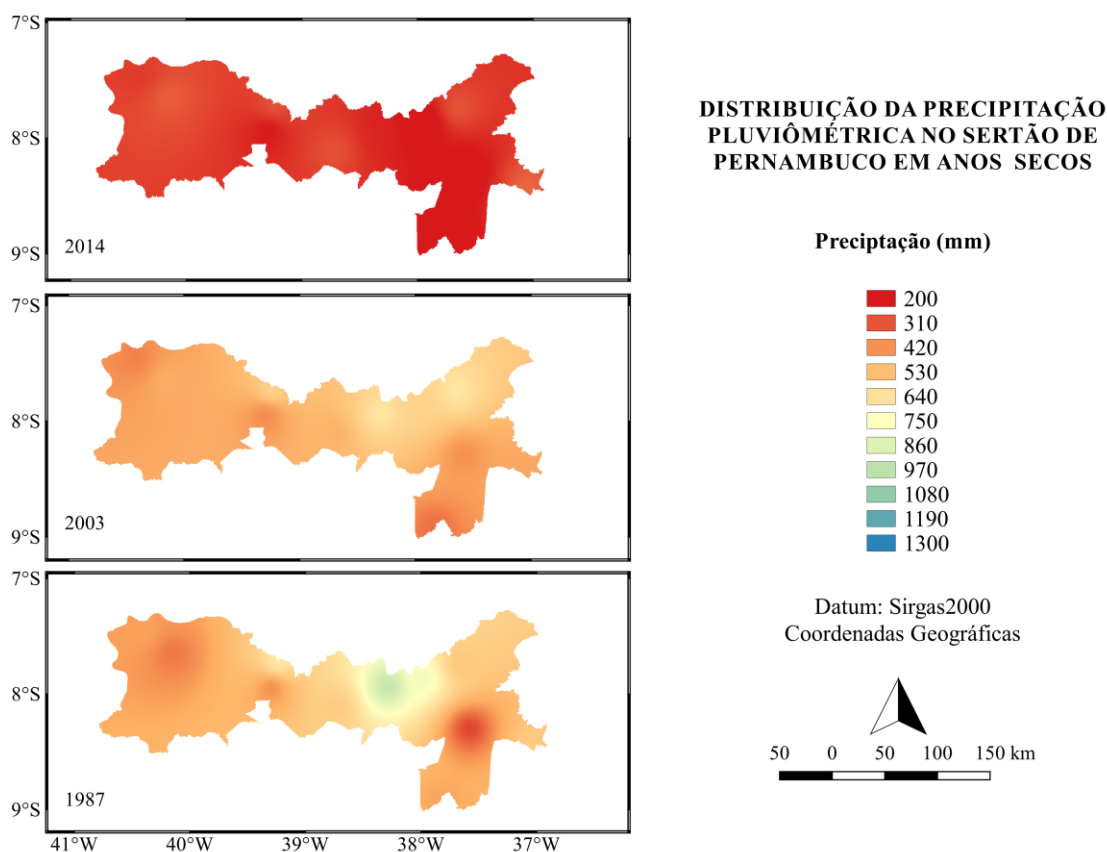 7°S
8°S
9°S
2014
7°S
8°S
9°S
2003
7°S
8°S
9°S
1987
41°W 40°W 39°W 38°W 37°W
DISTRIBUIÇÃO DA PRECIPITAÇÃO
PLUVIÔMÉTRICA NO SERTÃO DE
PERNAMBUCO EM ANOS SECOS
Preciptação (mm)
200
310
420
530
640
750
860
970
1080
1190
1300
Datum: Sirgas2000
Coordenadas Geográficas
50 0 50 100 150 km